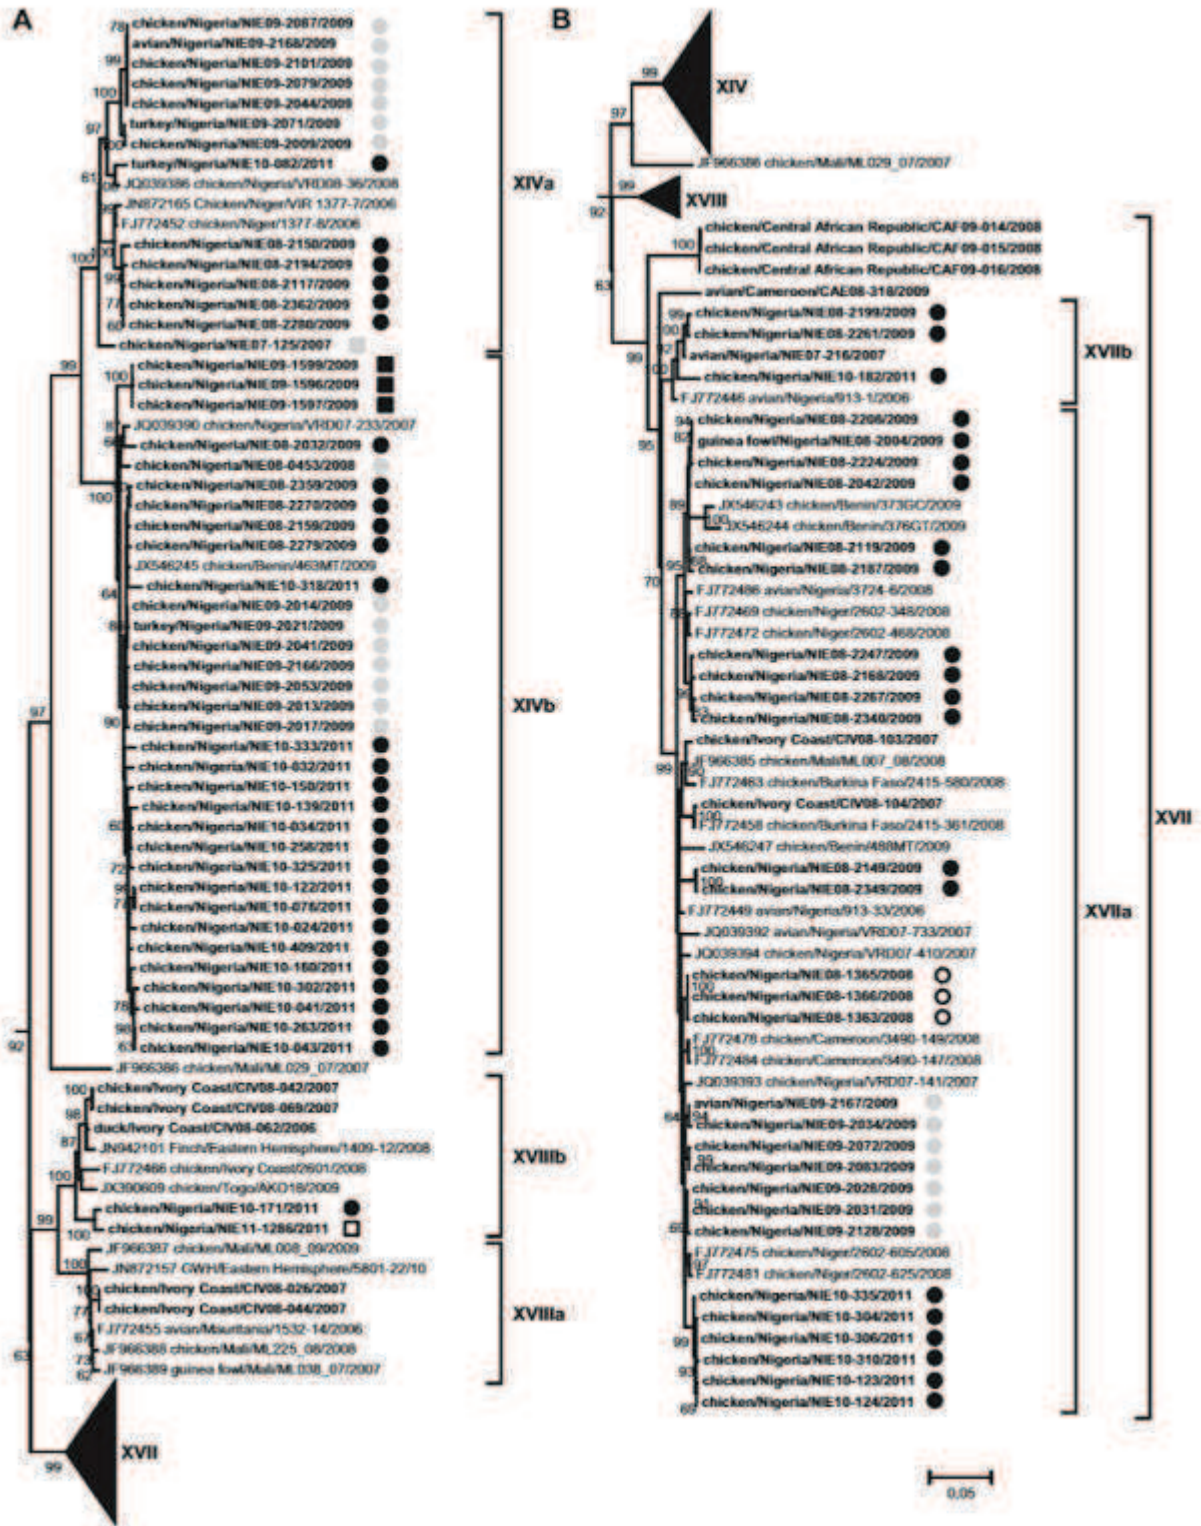 A
chicken/Nigeria/NIE09-2087/2009
avian/Nigeria/NIE09-2168/2009
chicken/Nigeria/NIE09-2101/2009
chicken/Nigeria/NIE09-2079/2009
chicken/Nigeria/NIE09-2044/2009
turkey/Nigeria/NIE09-2071/2009
chicken/Nigeria/NIE09-2009/2009
turkey/Nigeria/NIE10-082/2011
JQ039386 chicken/Nigeria/VRD08-36/2008
JN872165 Chicken/Niger/VIR 1377-7/2006
FJ772452 chicken/Niger/1377-8/2006
chicken/Nigeria/NIE08-2150/2009
chicken/Nigeria/NIE08-2194/2009
chicken/Nigeria/NIE08-2117/2009
chicken/Nigeria/NIE08-2362/2009
chicken/Nigeria/NIE08-2280/2009
chicken/Nigeria/NIE07-125/2007
XIVa
chicken/Nigeria/NIE09-1599/2009
chicken/Nigeria/NIE09-1596/2009
chicken/Nigeria/NIE09-1597/2009
JQ039390 chicken/Nigeria/VRD07-233/2007
chicken/Nigeria/NIE08-2032/2009
chicken/Nigeria/NIE08-0453/2008
chicken/Nigeria/NIE08-2359/2009
chicken/Nigeria/NIE08-2270/2009
chicken/Nigeria/NIE08-2159/2009
chicken/Nigeria/NIE08-2279/2009
JX546245 chicken/Benin/463MT/2009
chicken/Nigeria/NIE10-318/2011
chicken/Nigeria/NIE09-2014/2009
turkey/Nigeria/NIE09-2021/2009
chicken/Nigeria/NIE09-2041/2009
chicken/Nigeria/NIE09-2166/2009
chicken/Nigeria/NIE09-2053/2009
chicken/Nigeria/NIE09-2013/2009
chicken/Nigeria/NIE09-2017/2009
chicken/Nigeria/NIE10-333/2011
chicken/Nigeria/NIE10-032/2011
chicken/Nigeria/NIE10-150/2011
chicken/Nigeria/NIE10-139/2011
chicken/Nigeria/NIE10-034/2011
chicken/Nigeria/NIE10-258/2011
chicken/Nigeria/NIE10-325/2011
chicken/Nigeria/NIE10-122/2011
chicken/Nigeria/NIE10-078/2011
chicken/Nigeria/NIE10-024/2011
chicken/Nigeria/NIE10-409/2011
chicken/Nigeria/NIE10-160/2011
chicken/Nigeria/NIE10-302/2011
chicken/Nigeria/NIE10-041/2011
chicken/Nigeria/NIE10-263/2011
chicken/Nigeria/NIE10-043/2011
XIVb
JF966386 chicken/Mali/ML029_07/2007
chicken/Ivory Coast/CIV08-042/2007
chicken/Ivory Coast/CIV08-069/2007
duck/Ivory Coast/CIV08-062/2006
JN942101 Finch/Eastern Hemisphere/1409-12/2008
FJ772466 chicken/Ivory Coast/2601/2008
JX390609 chicken/Togo/AKO18/2009
chicken/Nigeria/NIE10-171/2011
chicken/Nigeria/NIE11-1286/2011
XVIIIb
JF966387 chicken/Mali/ML008_09/2009
JN872157 GWH/Eastern Hemisphere/5801-22/10
chicken/Ivory Coast/CIV08-026/2007
chicken/Ivory Coast/CIV08-044/2007
FJ772455 avian/Mauritania/1532-14/2006
JF966388 chicken/Mali/ML225_08/2008
JF966389 guinea fowl/Mali/ML038_07/2007
XVIIIa
XVII
99
B
99
XIV
97
JF966386 chicken/Mali/ML029_07/2007
99
XVIII
92
chicken/Central African Republic/CAF09-014/2008
chicken/Central African Republic/CAF09-015/2008
chicken/Central African Republic/CAF09-016/2008
100
63
avian/Cameroon/CAE08-318/2009
chicken/Nigeria/NIE08-2199/2009
chicken/Nigeria/NIE08-2261/2009
avian/Nigeria/NIE07-216/2007
chicken/Nigeria/NIE10-182/2011
FJ772446 avian/Nigeria/913-1/2006
XVIIb
chicken/Nigeria/NIE08-2206/2009
guinea fowl/Nigeria/NIE08-2004/2009
chicken/Nigeria/NIE08-2224/2009
chicken/Nigeria/NIE08-2042/2009
JX546243 chicken/Benin/373GC/2009
JX546244 chicken/Benin/376GT/2009
chicken/Nigeria/NIE08-2119/2009
chicken/Nigeria/NIE08-2187/2009
FJ772486 avian/Nigeria/3724-6/2008
FJ772469 chicken/Niger/2602-348/2008
FJ772472 chicken/Niger/2602-468/2008
chicken/Nigeria/NIE08-2247/2009
chicken/Nigeria/NIE08-2168/2009
chicken/Nigeria/NIE08-2267/2009
chicken/Nigeria/NIE08-2340/2009
chicken/Ivory Coast/CIV08-103/2007
JF966385 chicken/Mali/ML007_08/2008
FJ772463 chicken/Burkina Faso/2415-580/2008
chicken/Ivory Coast/CIV08-104/2007
FJ772458 chicken/Burkina Faso/2415-361/2008
JX546247 chicken/Benin/488MT/2009
chicken/Nigeria/NIE08-2149/2009
chicken/Nigeria/NIE08-2349/2009
FJ772449 avian/Nigeria/913-33/2006
JQ039392 avian/Nigeria/VRD07-733/2007
JQ039394 chicken/Nigeria/VRD07-410/2007
chicken/Nigeria/NIE08-1365/2008
chicken/Nigeria/NIE08-1366/2008
chicken/Nigeria/NIE08-1363/2008
FJ772478 chicken/Cameroon/3490-149/2008
FJ772484 chicken/Cameroon/3490-147/2008
JQ039393 chicken/Nigeria/VRD07-141/2007
avian/Nigeria/NIE09-2167/2009
chicken/Nigeria/NIE09-2034/2009
chicken/Nigeria/NIE09-2072/2009
chicken/Nigeria/NIE09-2083/2009
chicken/Nigeria/NIE09-2028/2009
chicken/Nigeria/NIE09-2031/2009
chicken/Nigeria/NIE09-2128/2009
FJ772475 chicken/Niger/2602-605/2008
FJ772481 chicken/Niger/2602-625/2008
chicken/Nigeria/NIE10-335/2011
chicken/Nigeria/NIE10-304/2011
chicken/Nigeria/NIE10-306/2011
chicken/Nigeria/NIE10-310/2011
chicken/Nigeria/NIE10-123/2011
chicken/Nigeria/NIE10-124/2011
XVIIa
XVII
0,05